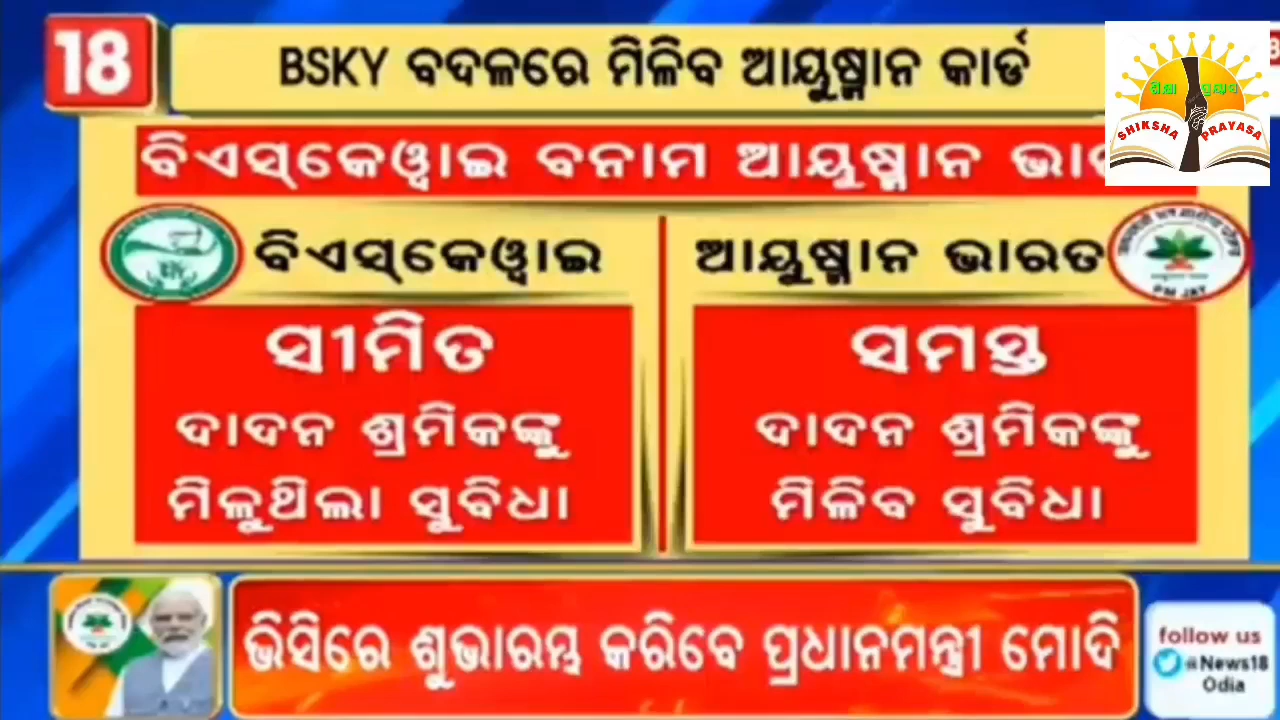 18
BSKY ବଦଳରେ ମିଳିବ ଆୟୁଷ୍ମାନ କାର୍ଡ
ଶିକ୍ଷା ପ୍ରୟାସ
SHIKSHA PRAYASA
ବିଏସ୍‌କେୱାଇ ବନାମ ଆୟୁଷ୍ମାନ
ବିଏସ୍‌କେୱାଇ
ଆୟୁଷ୍ମାନ ଭାରତ
PM JAY
ସୀମିତ
ଦାଦନ ଶ୍ରମିକଙ୍କୁ
ମିଳୁଥିଲା ସୁବିଧା
ସମସ୍ତ
ଦାଦନ ଶ୍ରମିକଙ୍କୁ
ମିଳିବ ସୁବିଧା
ଭିସିରେ ଶୁଭାରମ୍ଭ କରିବେ ପ୍ରଧାନମନ୍ତ୍ରୀ ମୋଦି
follow us
@News18
Odia